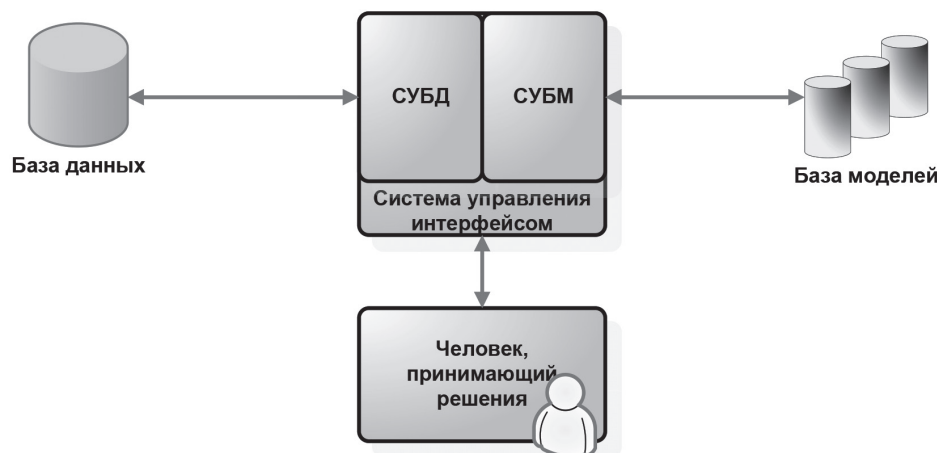 СУБД
СУБМ
База данных
База моделей
Система управления
интерфейсом
Человек,
принимающий
решения